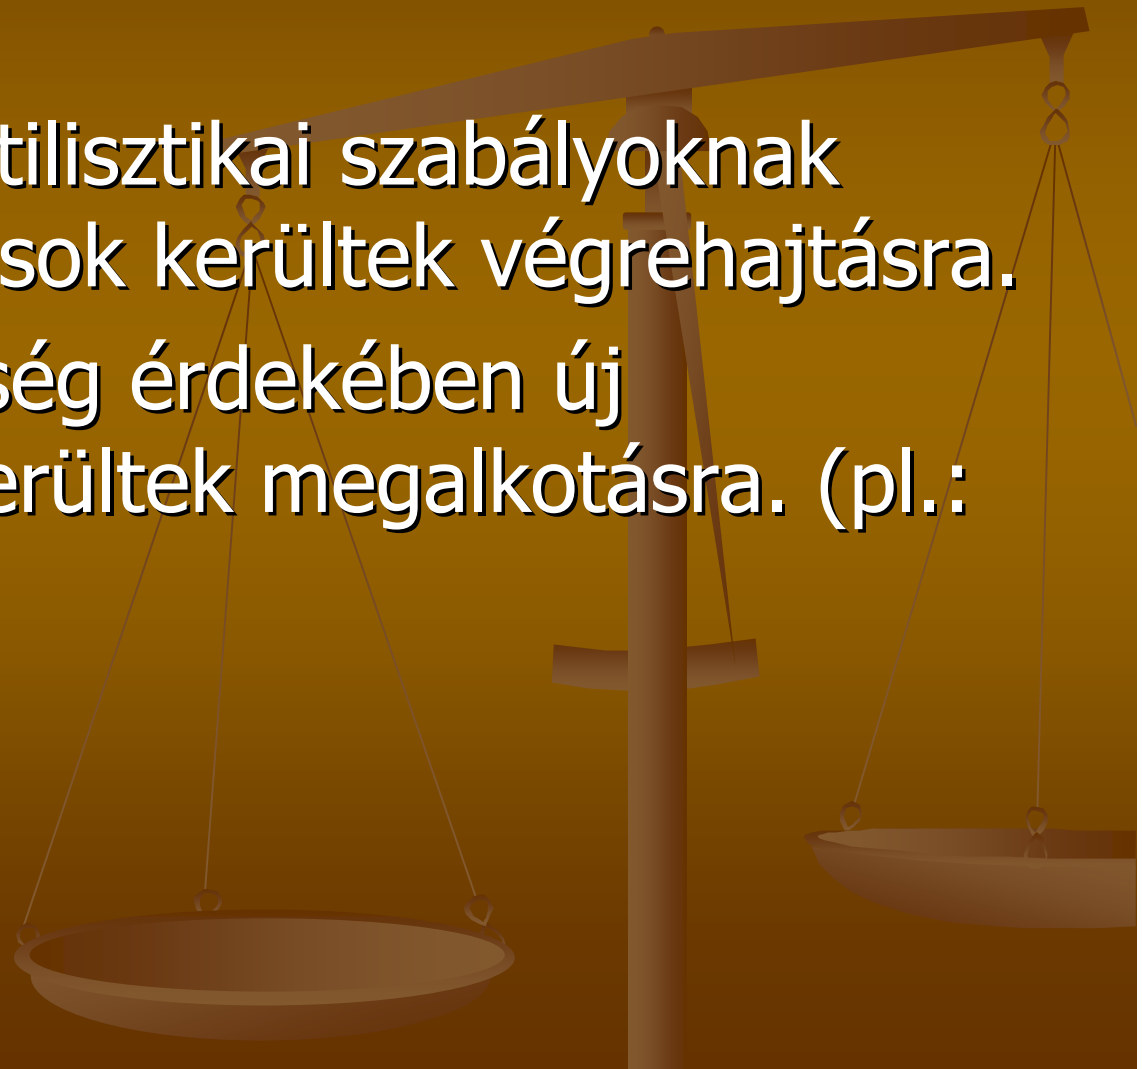 tilisztikai szabályoknak
sok kerültek végrehajtásra.
ség érdekében új
erültek megalkotásra. (pl.: